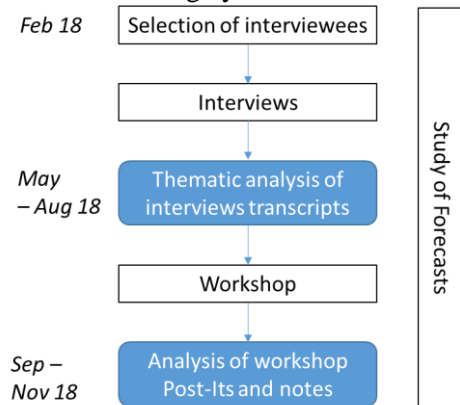 Feb 18
Selection of interviewees
Interviews
May
– Aug 18
Thematic analysis of
interviews transcripts
Workshop
Sep –
Nov 18
Analysis of workshop
Post-Its and notes
Study of Forecasts